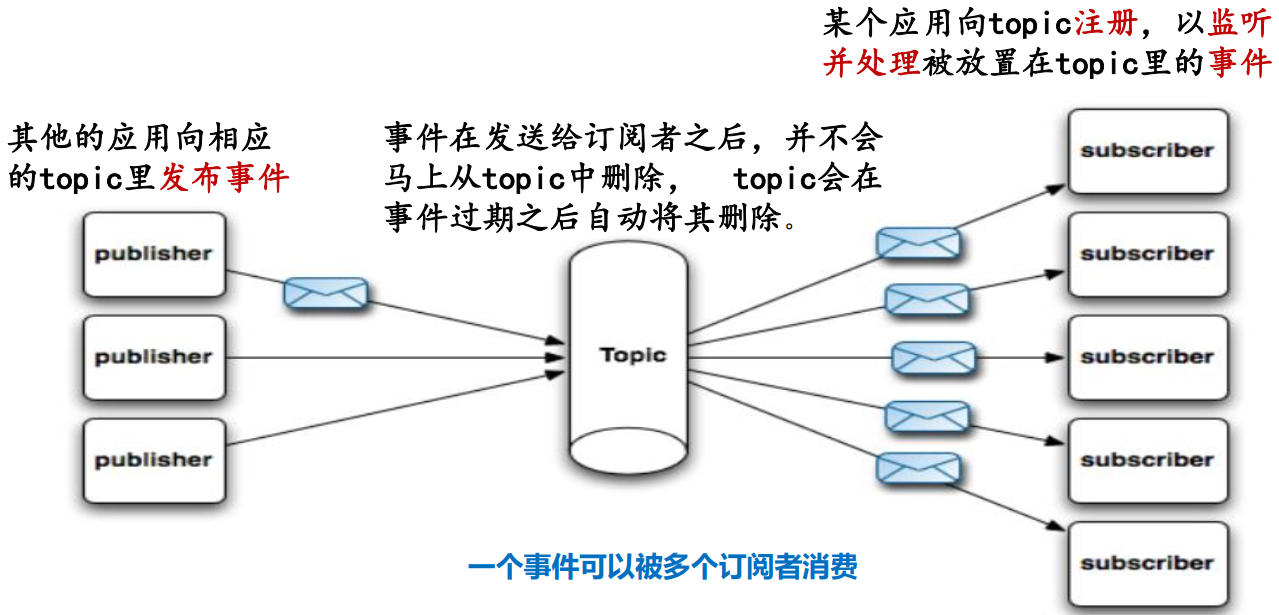 某个应用向topic注册，以监听
并处理被放置在topic里的事件
其他的应用向相应
的topic里发布事件
事件在发送给订阅者之后，并不会
马上从topic中删除， topic会在
事件过期之后自动将其删除。
publisher
publisher
publisher
Topic
subscriber
subscriber
subscriber
subscriber
subscriber
一个事件可以被多个订阅者消费